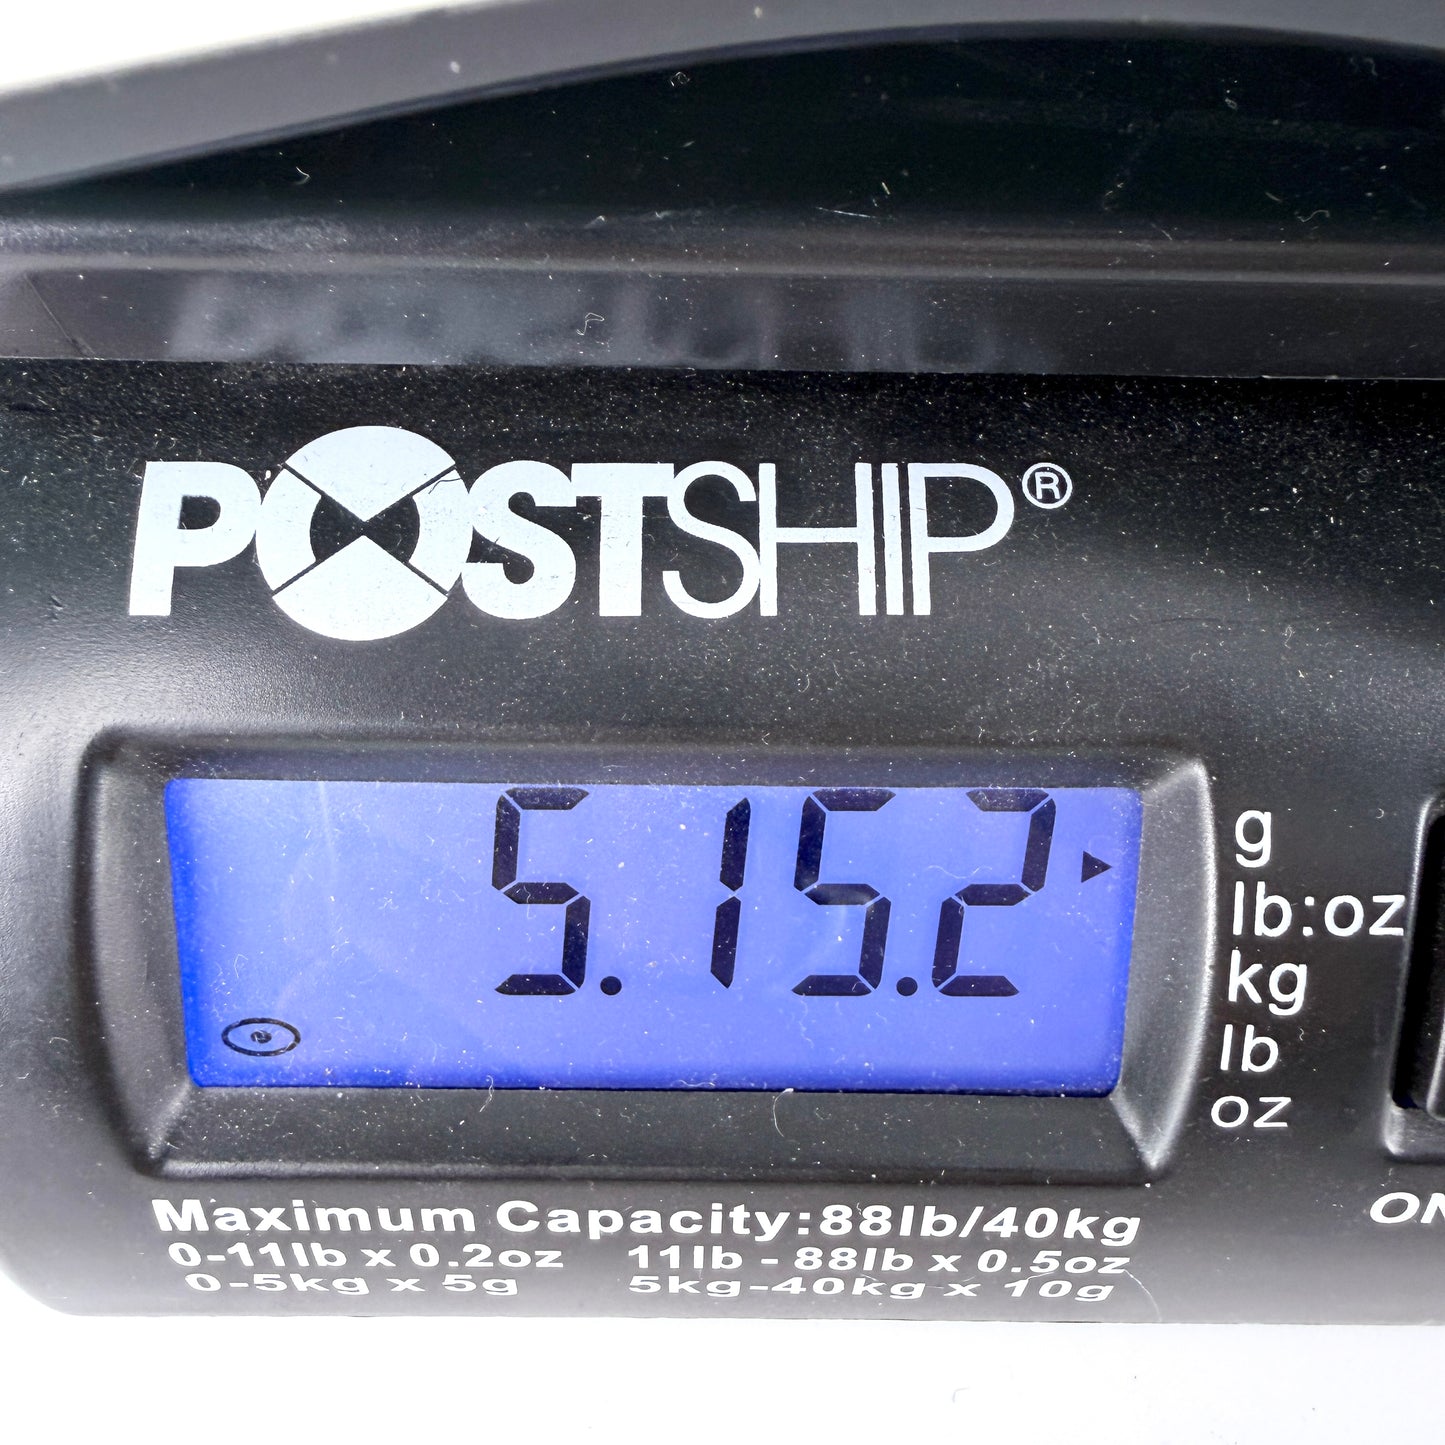 POSTSHIP®
5.15.2
g
lb:oz
kg
lb
oz
ON
Maximum Capacity:88lb/40kg
0-11lb x 0.2oz 11lb - 88lb x 0.5oz
0-5kg x 5g 5kg-40kg x 10g